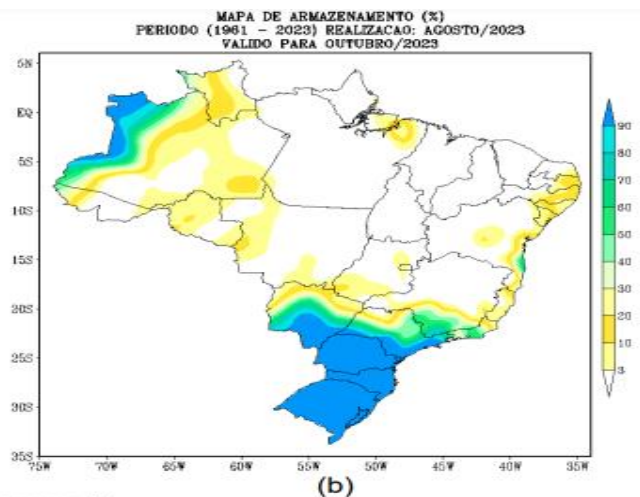 MAPA DE ARMAZENAMENTO (%)
PERIODO (1961 - 2023) REALIZACAO: AGOSTO/2023
VALIDO PARA OUTUBRO/2023
5N
EQ
5S
10S
15S
20S
25S
30S
35S
75W 70W 65W 60W 55W 50W 45W 40W 35W
90
80
70
60
50
40
30
20
10
3
(b)